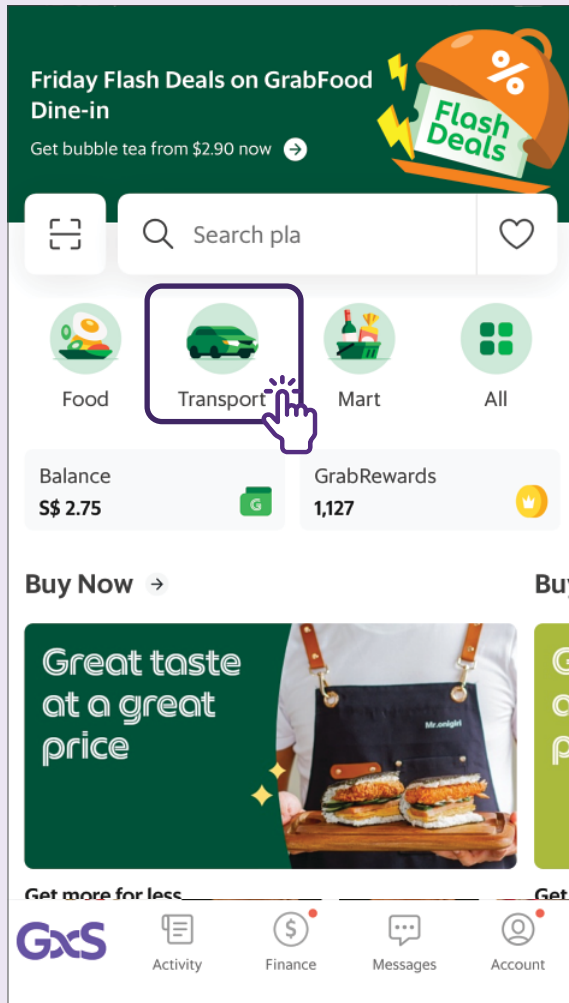 Friday Flash Deals on GrabFood
Dine-in
Get bubble tea from $2.90 now
%
Flash
Deals
Search pla
Food
Transport
Mart
All
Balance
S$ 2.75
G
GrabRewards
1,127
Buy Now
Buy
Great taste
at a great
price
Mr.onigiri
G
a
p
Get more for less
Get
GXS
Activity
$
Finance
Messages
Account